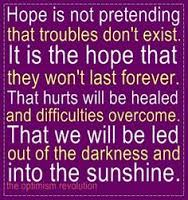 Hope is not pretending
that troubles don't exist.
It is the hope that
they won't last forever.
That hurts will be healed
and difficulties overcome.
That we will be led
out of the darkness and
into the sunshine.
the optimism revolution